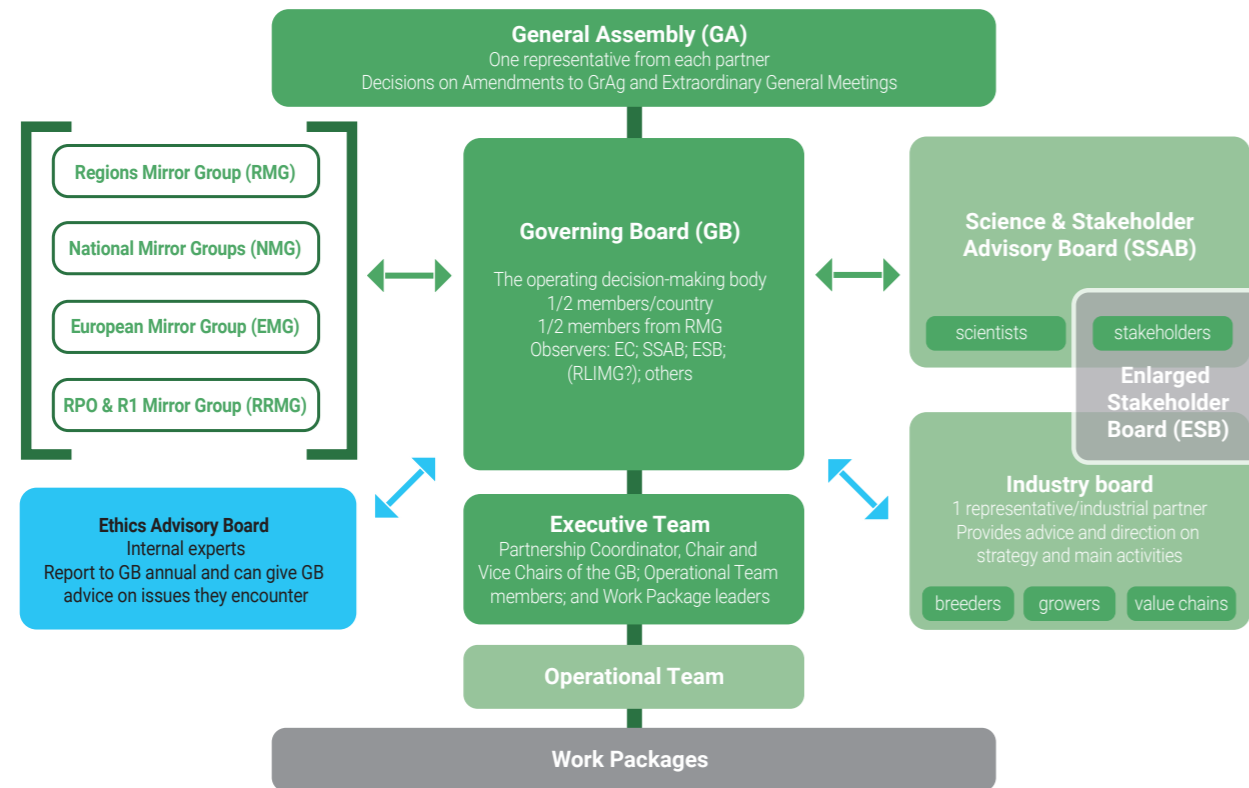 General Assembly (GA)
One representative from each partner
Decisions on Amendments to GrAg and Extraordinary General Meetings
Regions Mirror Group (RMG)
National Mirror Groups (NMG)
European Mirror Group (EMG)
RPO & R1 Mirror Group (RRMG)
Governing Board (GB)
The operating decision-making body
1/2 members/country
1/2 members from RMG
Observers: EC; SSAB; ESB;
(RLIMG?); others
Science & Stakeholder
Advisory Board (SSAB)
scientists
stakeholders
Enlarged
Stakeholder
Board (ESB)
Industry board
1 representative/industrial partner
Provides advice and direction on
strategy and main activities
breeders
growers
value chains
Ethics Advisory Board
Internal experts
Report to GB annual and can give GB
advice on issues they encounter
Executive Team
Partnership Coordinator, Chair and
Vice Chairs of the GB; Operational Team
members; and Work Package leaders
Operational Team
Work Packages